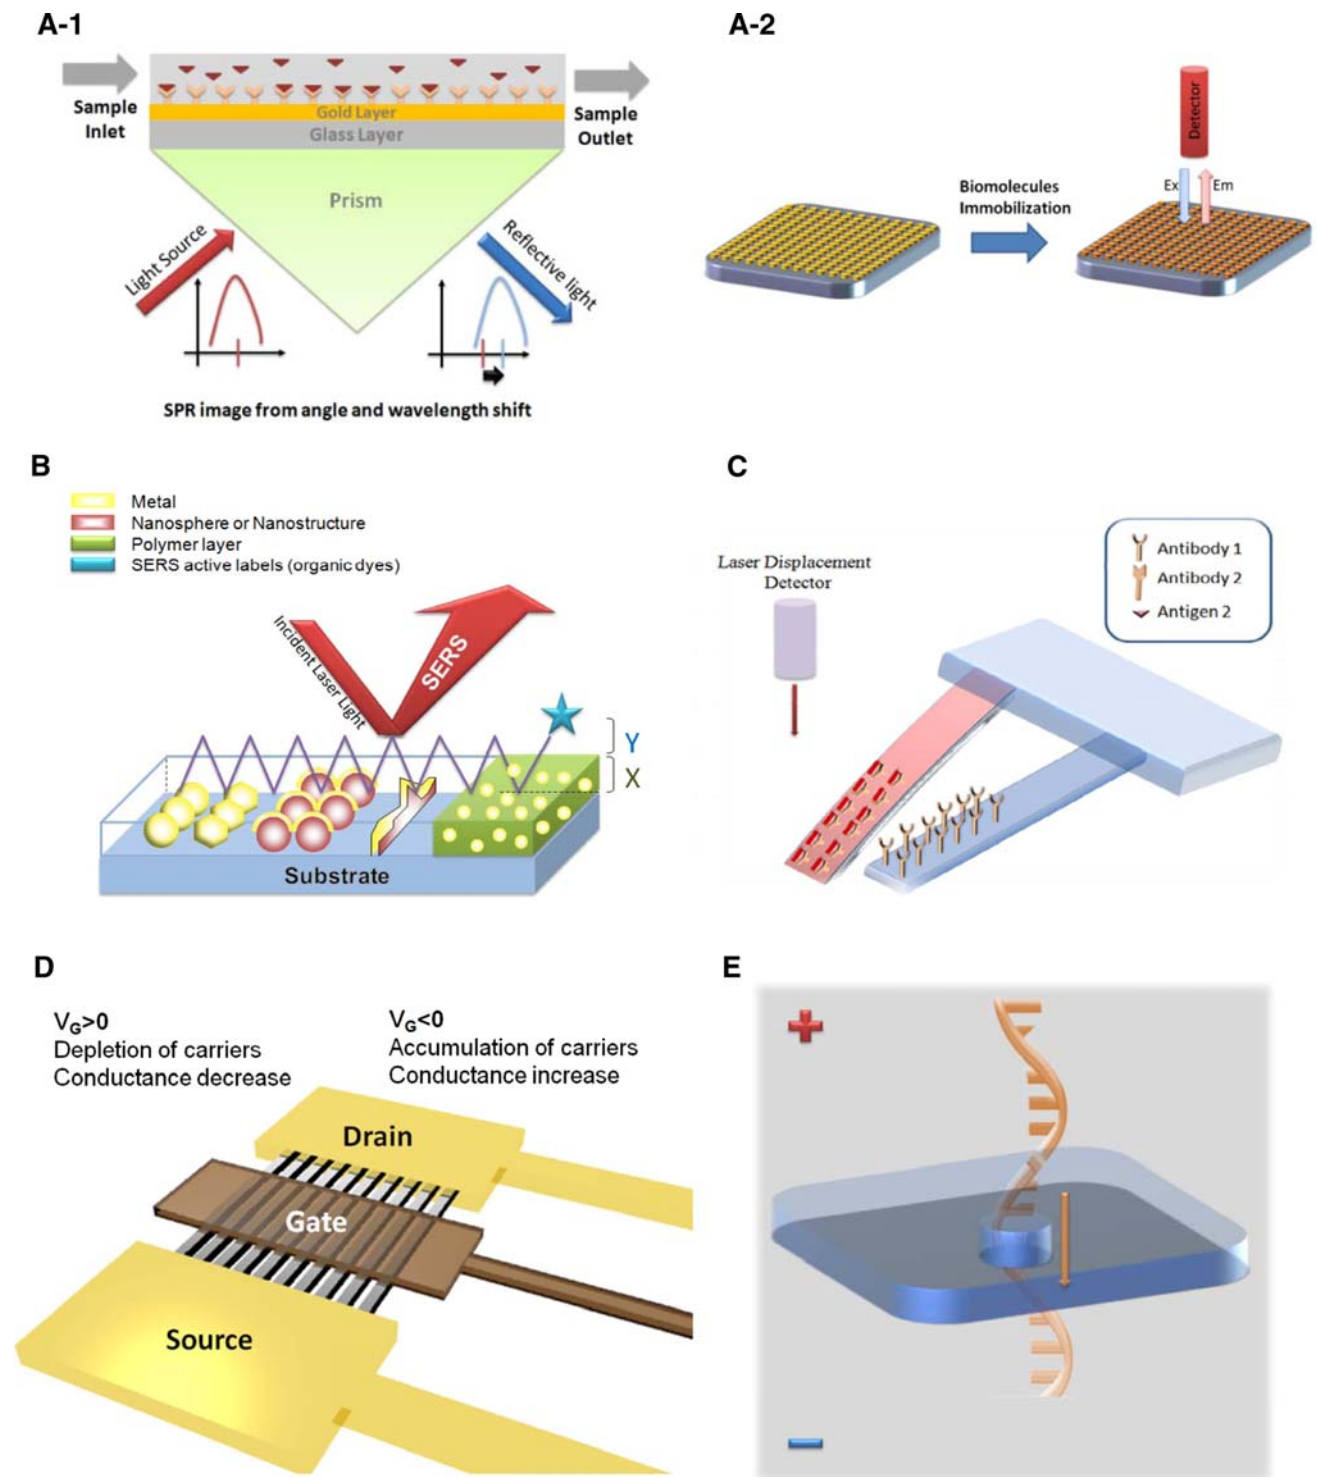 A-1
A-2
Sample
Inlet
Gold Layer
Glass Layer
Sample
Outlet
Prism
Light Source
Reflective light
SPR image from angle and wavelength shift
Detector
Ex
Em
Biomolecules
Immobilization
B
Metal
Nanosphere or Nanostructure
Polymer layer
SERS active labels (organic dyes)
Incident Laser Light
SERS
Y
X
Substrate
C
Laser Displacement
Detector
Antibody 1
Antibody 2
Antigen 2
D
VG>0
Depletion of carriers
Conductance decrease
VG<0
Accumulation of carriers
Conductance increase
Drain
Gate
Source
E